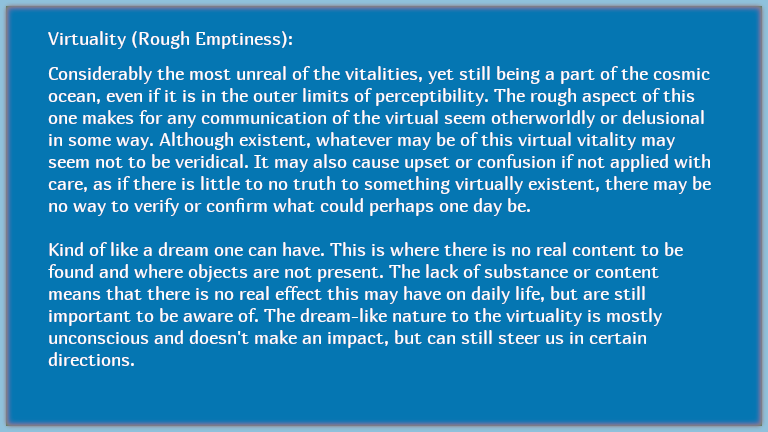 Virtuality (Rough Emptiness):
Considerably the most unreal of the vitalities, yet still being a part of the cosmic
ocean, even if it is in the outer limits of perceptibility. The rough aspect of this
one makes for any communication of the virtual seem otherworldly or delusional
in some way. Although existent, whatever may be of this virtual vitality may
seem not to be veridical. It may also cause upset or confusion if not applied with
care, as if there is little to no truth to something virtually existent, there may be
no way to verify or confirm what could perhaps one day be.
Kind of like a dream one can have. This is where there is no real content to be
found and where objects are not present. The lack of substance or content
means that there is no real effect this may have on daily life, but are still
important to be aware of. The dream-like nature to the virtuality is mostly
unconscious and doesn't make an impact, but can still steer us in certain
directions.